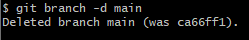 $ git branch -d main
Deleted branch main (was ca66ff1).